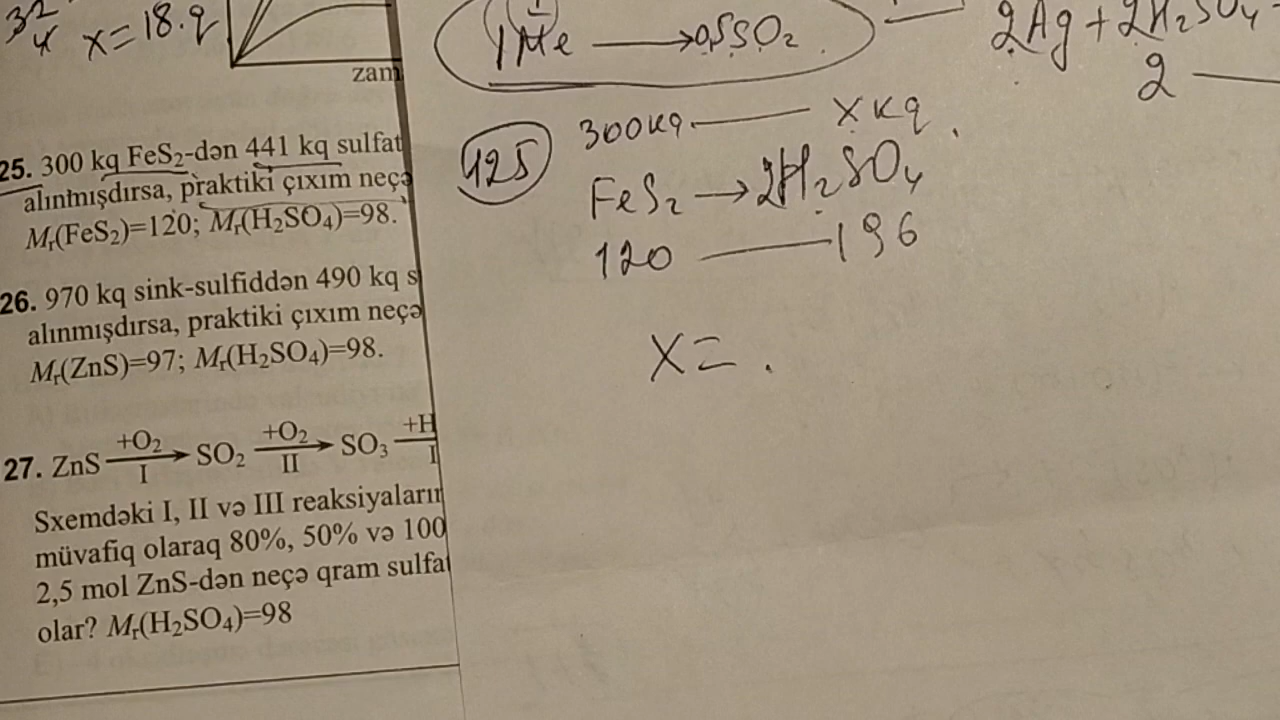 x=18.q
zam
25. 300 kq FeS₂-dən 441 kq sulfat
alınmışdırsa, praktiki çıxım neçə
Mᵣ(FeS₂)=120; Mᵣ(H₂SO₄)=98.
26. 970 kq sink-sulfiddən 490 kq s
alınmışdırsa, praktiki çıxım neçə
Mᵣ(ZnS)=97; Mᵣ(H₂SO₄)=98.
27. ZnS +O₂ → I SO₂ +O₂ → II SO₃ +H I
Sxemdəki I, II və III reaksiyaların
müvafiq olaraq 80%, 50% və 100
2,5 mol ZnS-dən neçə qram sulfat
olar? Mᵣ(H₂SO₄)=98
1Me → 0,5SO₂
2Ag + 2H₂SO₄
2
425
300kq — x kq.
FeS₂ → 2H₂SO₄
120 — 196
X= .